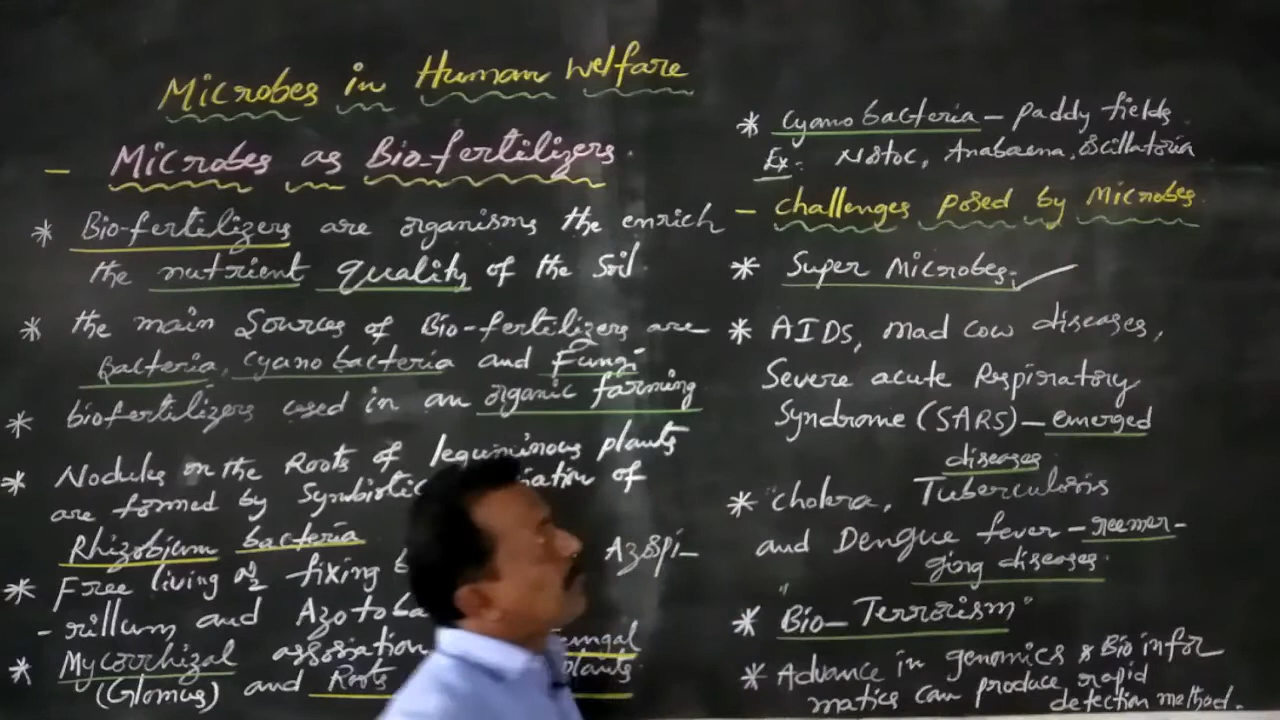 Microbes in Human Welfare
- Microbes as Bio-fertilizers.
* Bio-fertilizers are organisms the enrich
the nutrient quality of the Soil.
* the main Sources of Bio-fertilizers are
Bacteria, Cyano bacteria and Fungi
* biofertilizers used in an organic farming
* Nodules on the Roots of leguminous plants
are formed by Symbiotic of
Rhizobium bacteria
* Free living N2 fixing Azospi-
-rillum and
* Mycorrhizal assosiation
(Glomus) and Roots plants
* Cyano bacteria - paddy fields.
Ex: Nostoc, Anabaena, Oscillatoria
- Challenges posed by Microbes.
* Super Microbes.
* AIDs, mad cow diseases,
Severe acute Respiratory
Syndrome (SARS) - emerged
diseases.
* "Cholera, Tuberculosis
and Dengue fever - reemer-
ging diseases.
* "Bio-Terrorism"
* Advance in genomics & Bio infor
matics can produce rapid
detection method.